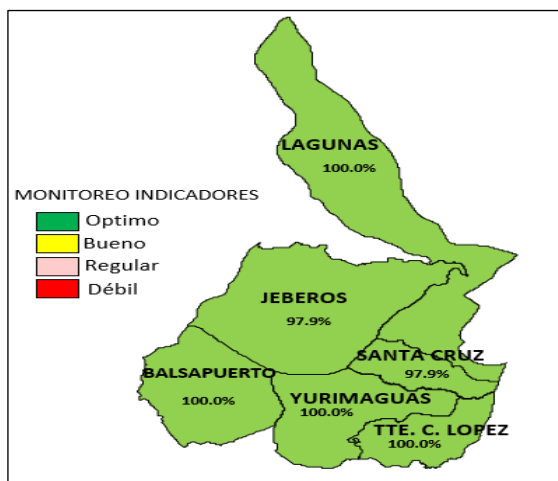 LAGUNAS
100.0%
MONITOREO INDICADORES
Optimo
Bueno
Regular
Débil
JEBEROS
97.9%
SANTA CRUZ
97.9%
BALSAPUERTO
100.0%
YURIMAGUAS
100.0%
TTE. C. LOPEZ
100.0%